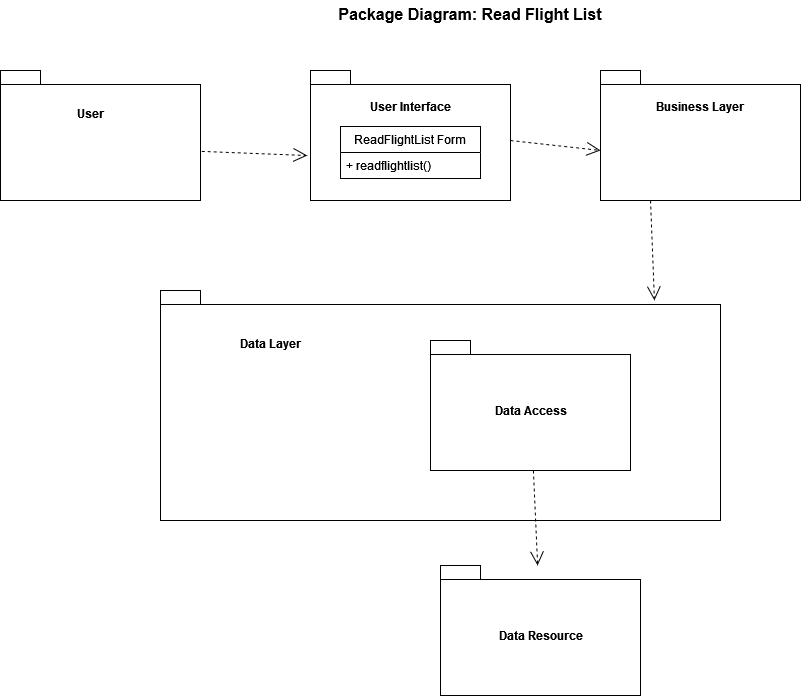 Package Diagram: Read Flight List
User
User Interface
ReadFlightList Form
+ readflightlist()
Business Layer
Data Layer
Data Access
Data Resource